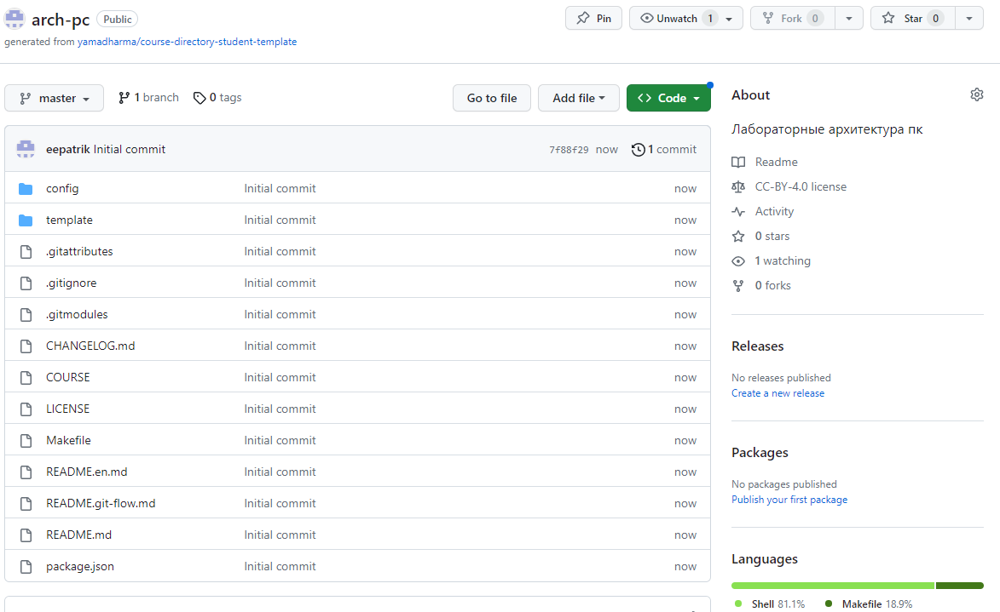 arch-pc Public Pin Unwatch 1 Fork 0 Star 0
generated from yamadharma/course-directory-student-template
master 1 branch 0 tags Go to file Add file Code
eepatrik Initial commit 7f88f29 now 1 commit
config Initial commit now
template Initial commit now
.gitattributes Initial commit now
.gitignore Initial commit now
.gitmodules Initial commit now
CHANGELOG.md Initial commit now
COURSE Initial commit now
LICENSE Initial commit now
Makefile Initial commit now
README.en.md Initial commit now
README.git-flow.md Initial commit now
README.md Initial commit now
package.json Initial commit now
About
Лабораторные архитектура пк
Readme
CC-BY-4.0 license
Activity
0 stars
1 watching
0 forks
Releases
No releases published
Create a new release
Packages
No packages published
Publish your first package
Languages
Shell 81.1% Makefile 18.9%